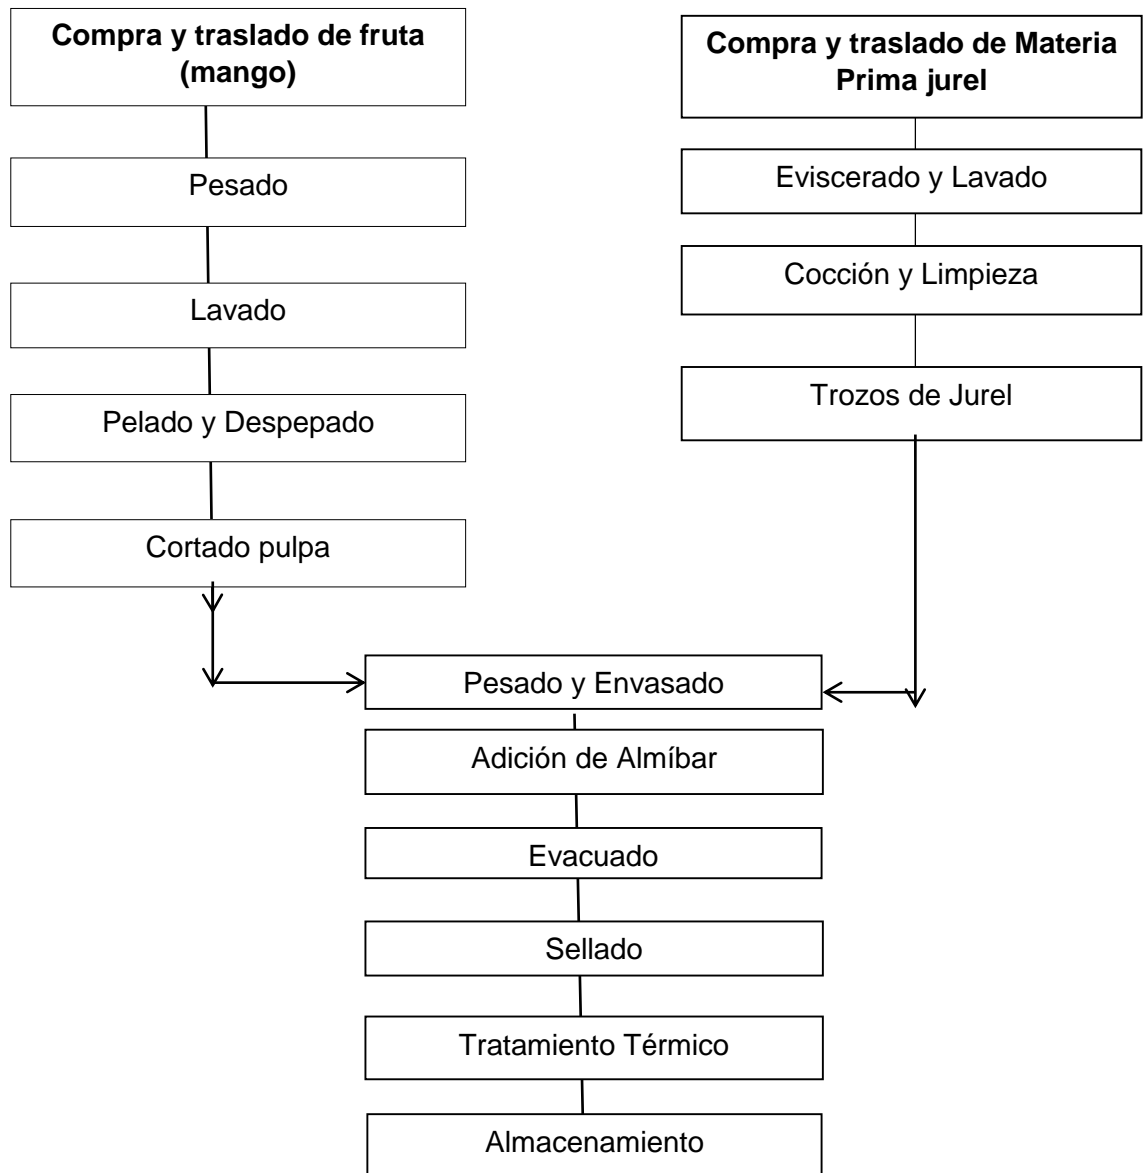 Compra y traslado de fruta
(mango)
Pesado
Lavado
Pelado y Despepado
Cortado pulpa
Compra y traslado de Materia
Prima jurel
Eviscerado y Lavado
Cocción y Limpieza
Trozos de Jurel
Pesado y Envasado
Adición de Almíbar
Evacuado
Sellado
Tratamiento Térmico
Almacenamiento